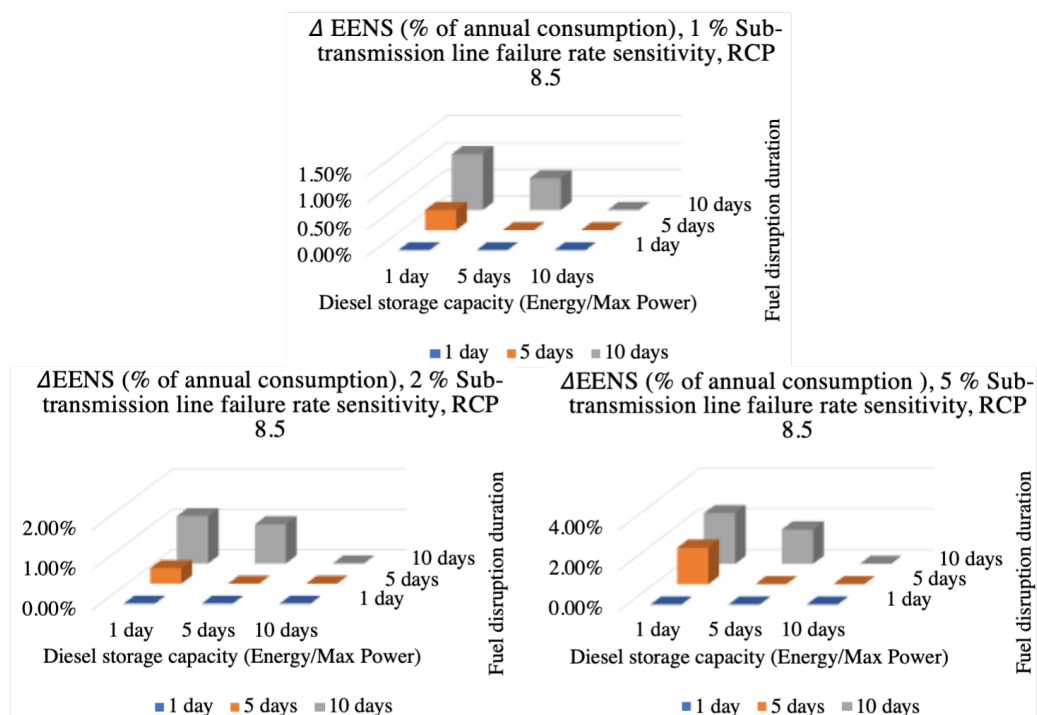 Δ EENS (% of annual consumption), 1 % Sub-
transmission line failure rate sensitivity, RCP
8.5
1.50%
1.00%
0.50%
0.00%
10 days
5 days
1 day
Fuel disruption duration
1 day 5 days 10 days
Diesel storage capacity (Energy/Max Power)
1 day 5 days 10 days
ΔEENS (% of annual consumption), 2 % Sub-
transmission line failure rate sensitivity, RCP
8.5
2.00%
1.00%
0.00%
10 days
5 days
1 day
Fuel disruption duration
1 day 5 days 10 days
Diesel storage capacity (Energy/Max Power)
1 day 5 days 10 days
ΔEENS (% of annual consumption ), 5 % Sub-
transmission line failure rate sensitivity, RCP
8.5
4.00%
2.00%
0.00%
10 days
5 days
1 day
Fuel disruption duration
1 day 5 days 10 days
Diesel storage capacity (Energy/Max Power)
1 day 5 days 10 days